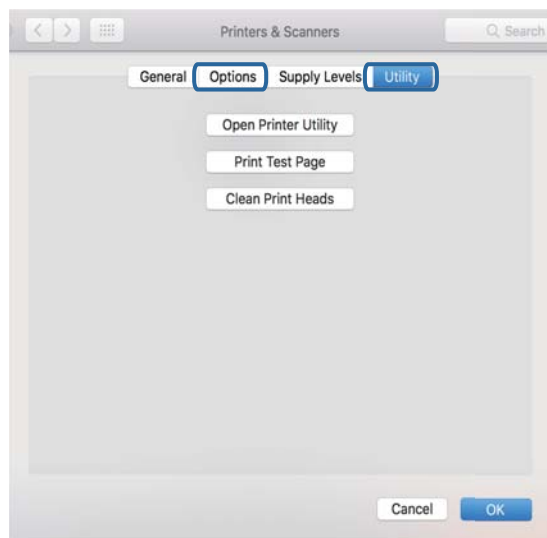 Printers & Scanners Search
General Options Supply Levels Utility
Open Printer Utility
Print Test Page
Clean Print Heads
Cancel OK